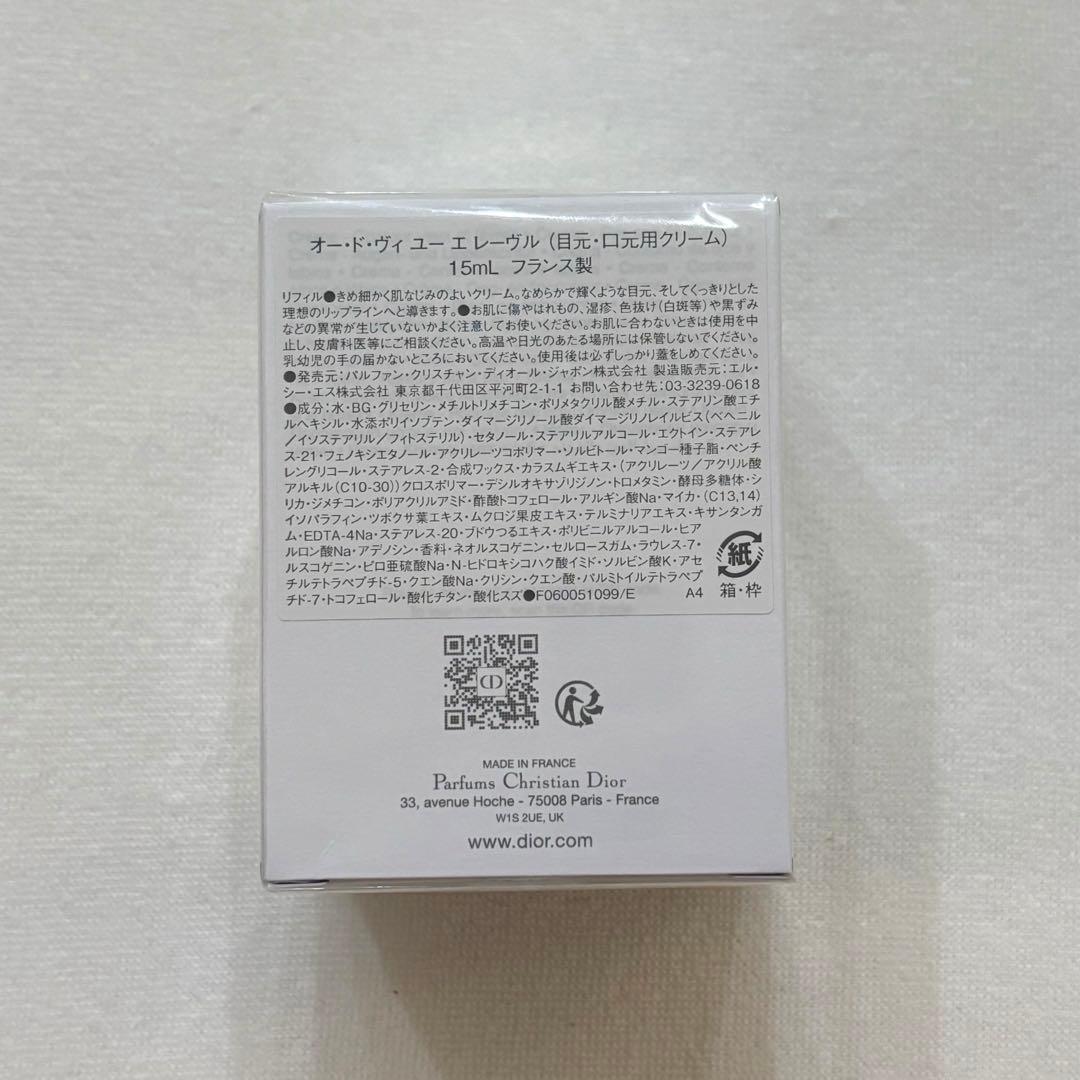 オー・ド・ヴィ ユー エ レーヴル（目元・口元用クリーム）
15mL フランス製
リフィル●きめ細かく肌なじみのよいクリーム。なめらかで輝くような目元、そしてくっきりとした
理想のリップラインへと導きます。●お肌に傷やはれもの、湿疹、色抜け（白斑等）や黒ずみ
などの異常が生じていないかよく注意してお使いください。お肌に合わないときは使用を中
止し、皮膚科医等にご相談ください。高温や日光のあたる場所には保管しないでください。
乳幼児の手の届かないところにおいてください。使用後は必ずしっかり蓋をしめてください。
●発売元：パルファン・クリスチャン・ディオール・ジャポン株式会社 製造販売元：エル・
シー・エス株式会社 東京都千代田区平河町2-1-1 お問い合わせ先：03-3239-0618
●成分：水・BG・グリセリン・メチルトリメチコン・ポリメタクリル酸メチル・ステアリン酸エチ
ルヘキシル・水添ポリイソブテン・ダイマージリノール酸ダイマージリノレイルビス（ベヘニル
／イソステアリル／フィトステリル）・セタノール・ステアリルアルコール・エクトイン・ステアレ
ス-21・フェノキシエタノール・アクリレーツコポリマー・ソルビトール・マンゴー種子脂・ペンチ
レングリコール・ステアレス-2・合成ワックス・カラスムギエキス・（アクリレーツ／アクリル酸
アルキル（C10-30））クロスポリマー・デシルオキサゾリジノン・トロメタミン・酵母多糖体・シ
リカ・ジメチコン・ポリアクリルアミド・酢酸トコフェロール・アルギン酸Na・マイカ・（C13,14）
イソパラフィン・ツボクサ葉エキス・ムクロジ果皮エキス・テルミナリアエキス・キサンタンガ
ム・EDTA-4Na・ステアレス-20・ブドウつるエキス・ポリビニルアルコール・ヒア
ルロン酸Na・アデノシン・香料・ネオルスコゲニン・セルロースガム・ラウレス-7・
ルスコゲニン・ピロ亜硫酸Na・N-ヒドロキシコハク酸イミド・ソルビン酸K・アセ
チルテトラペプチド-5・クエン酸Na・クリシン・クエン酸・パルミトイルテトラペプ
チド-7・トコフェロール・酸化チタン・酸化スズ●F060051099/E A4
紙
箱・枠
CD
MADE IN FRANCE
Parfums Christian Dior
33, avenue Hoche - 75008 Paris - France
W1S 2UE, UK
www.dior.com